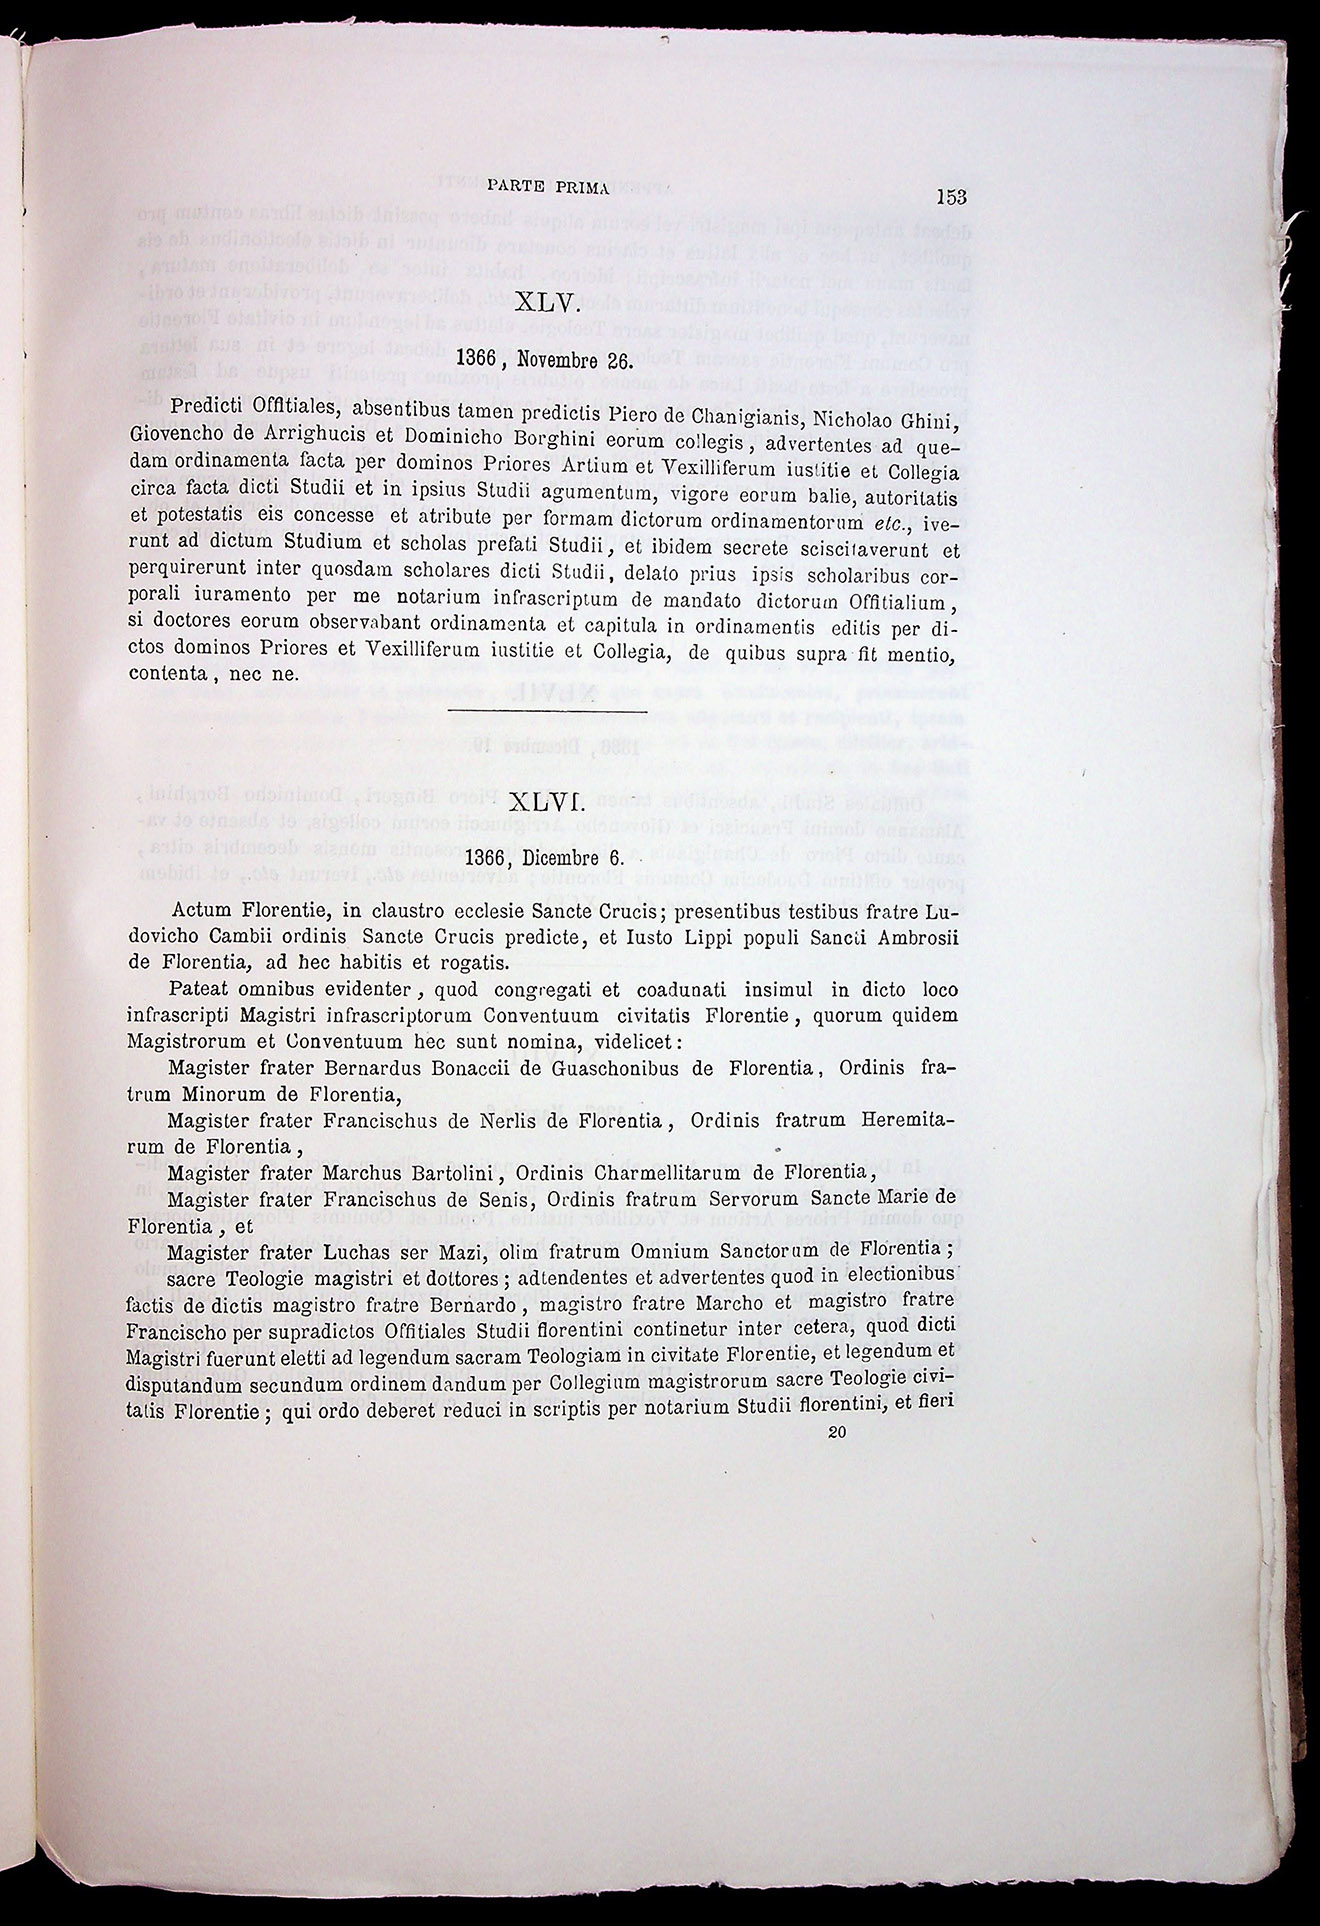 PARTE PRIMA
153
XLV.
1366, Novembre 26.
Predicti Offitiales, absentibus tamen predictis Piero de Chanigianis, Nicholao Ghini,
Giovencho de Arrighucis et Dominicho Borghini eorum collegis, advertentes ad que-
dam ordinamenta facta per dominos Priores Artium et Vexilliferum iustitie et Collegia
circa facta dicti Studii et in ipsius Studii agumentum, vigore eorum balie, autoritatis
et potestatis eis concesse et atribute per formam dictorum ordinamentorum etc., ive-
runt ad dictum Studium et scholas prefati Studii, et ibidem secrete sciscitaverunt et
perquirerunt inter quosdam scholares dicti Studii, delato prius ipsis scholaribus cor-
porali iuramento per me notarium infrascriptum de mandato dictorum Offitialium,
si doctores eorum observabant ordinamenta et capitula in ordinamentis editis per di-
ctos dominos Priores et Vexilliferum iustitie et Collegia, de quibus supra fit mentio,
contenta, nec ne.
XLVI.
1366, Dicembre 6.
Actum Florentie, in claustro ecclesie Sancte Crucis; presentibus testibus fratre Lu-
dovicho Cambii ordinis Sancte Crucis predicte, et Iusto Lippi populi Sancti Ambrosii
de Florentia, ad hec habitis et rogatis.
Pateat omnibus evidenter, quod congregati et coadunati insimul in dicto loco
infrascripti Magistri infrascriptorum Conventuum civitatis Florentie, quorum quidem
Magistrorum et Conventuum hec sunt nomina, videlicet:
Magister frater Bernardus Bonaccii de Guaschonibus de Florentia, Ordinis fra-
trum Minorum de Florentia,
Magister frater Francischus de Nerlis de Florentia, Ordinis fratrum Heremita-
rum de Florentia,
Magister frater Marchus Bartolini, Ordinis Charmellitarum de Florentia,
Magister frater Francischus de Senis, Ordinis fratrum Servorum Sancte Marie de
Florentia, et
Magister frater Luchas ser Mazi, olim fratrum Omnium Sanctorum de Florentia;
sacre Teologie magistri et dottores; adtendentes et advertentes quod in electionibus
factis de dictis magistro fratre Bernardo, magistro fratre Marcho et magistro fratre
Francischo per supradictos Offitiales Studii florentini continetur inter cetera, quod dicti
Magistri fuerunt eletti ad legendum sacram Teologiam in civitate Florentie, et legendum et
disputandum secundum ordinem dandum per Collegium magistrorum sacre Teologie civi-
tatis Florentie; qui ordo deberet reduci in scriptis per notarium Studii florentini, et fieri
20